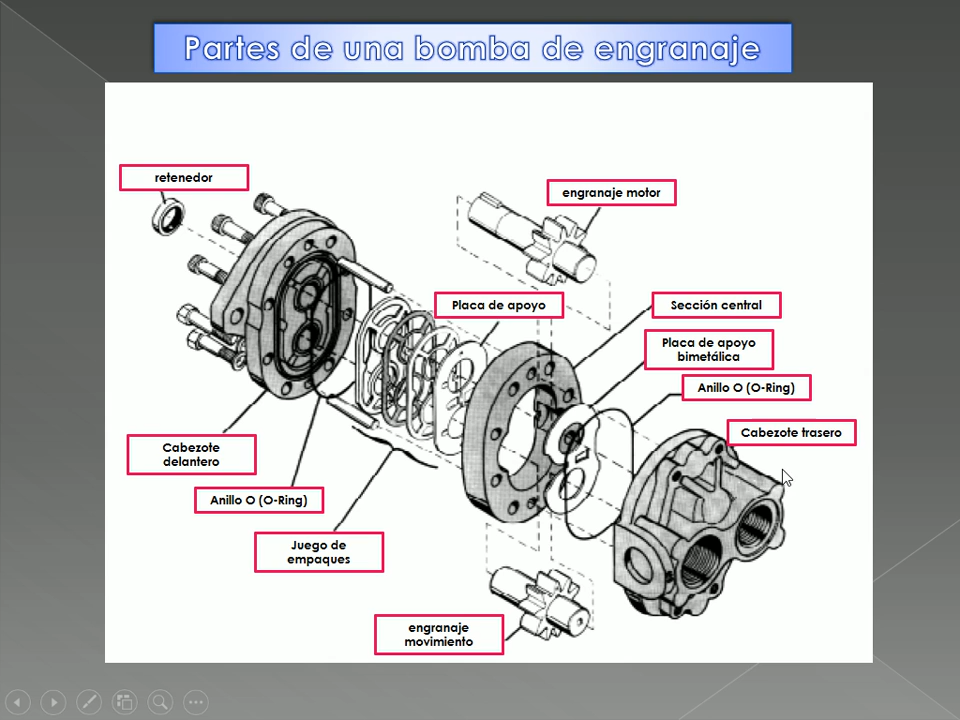 Partes de una bomba de engranaje
retenedor
engranaje motor
Placa de apoyo
Sección central
Placa de apoyo
bimetálica
Anillo O (O-Ring)
Cabezote trasero
Cabezote
delantero
Anillo O (O-Ring)
Juego de
empaques
engranaje
movimiento